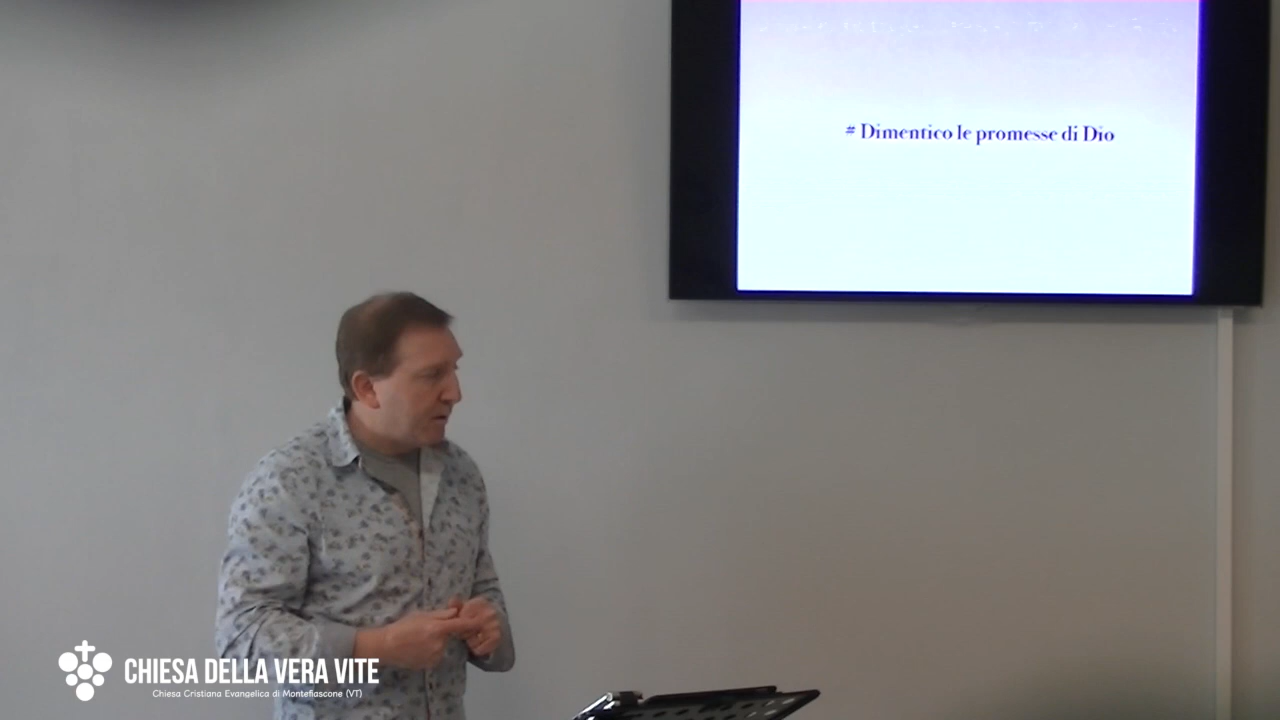 # Dimentico le promesse di Dio
CHIESA DELLA VERA VITE
Chiesa Cristiana Evangelica di Montefiascone (VT)